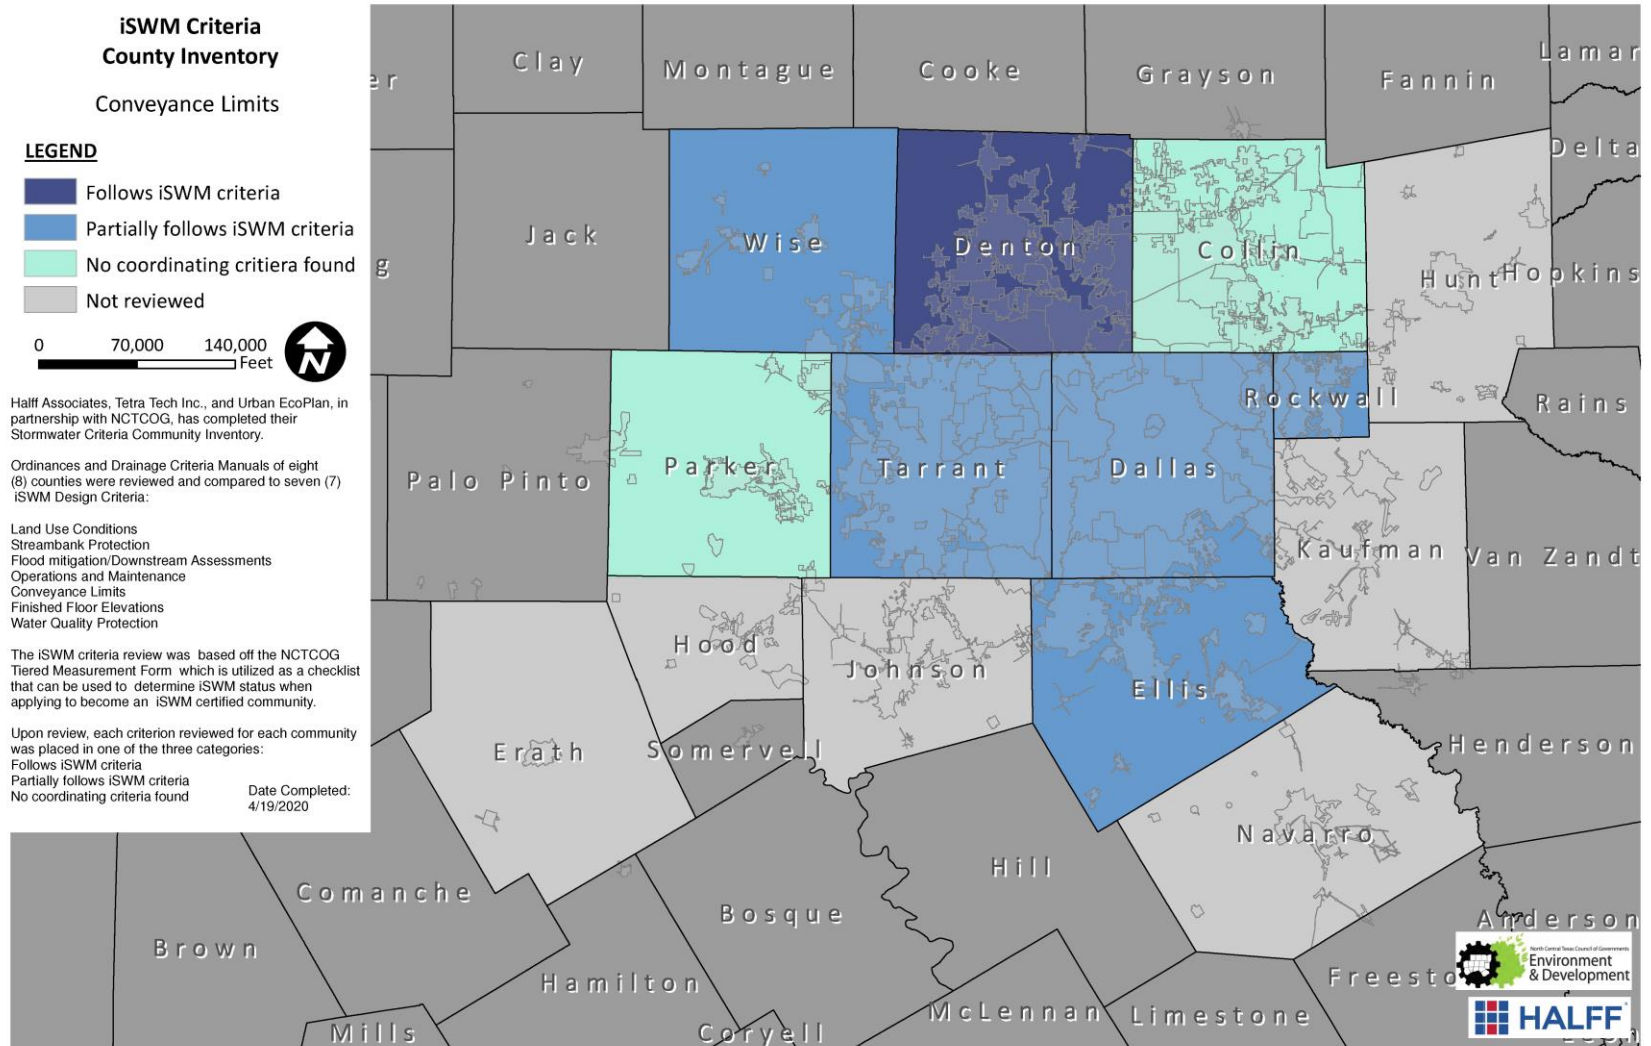 iSWM Criteria
County Inventory
Conveyance Limits
LEGEND
Follows iSWM criteria
Partially follows iSWM criteria
No coordinating critiera found
Not reviewed
0 70,000 140,000
Feet
N
Halff Associates, Tetra Tech Inc., and Urban EcoPlan, in
partnership with NCTCOG, has completed their
Stormwater Criteria Community Inventory.
Ordinances and Drainage Criteria Manuals of eight
(8) counties were reviewed and compared to seven (7)
iSWM Design Criteria:
Land Use Conditions
Streambank Protection
Flood mitigation/Downstream Assessments
Operations and Maintenance
Conveyance Limits
Finished Floor Elevations
Water Quality Protection
The iSWM criteria review was based off the NCTCOG
Tiered Measurement Form which is utilized as a checklist
that can be used to determine iSWM status when
applying to become an iSWM certified community.
Upon review, each criterion reviewed for each community
was placed in one of the three categories:
Follows iSWM criteria
Partially follows iSWM criteria
No coordinating criteria found
Date Completed:
4/19/2020
er
Clay
Montague
Cooke
Grayson
Fannin
Lamar
Delta
g
Jack
Wise
Denton
Collin
Hunt
Hopkins
Palo Pinto
Parker
Tarrant
Dallas
Rockwall
Rains
Kaufman
Van Zandt
Hood
Johnson
Ellis
Erath
Somervell
Henderson
Navarro
Comanche
Hill
Bosque
Brown
Anderson
Hamilton
Freesto
McLennan
Limestone
Mills
Coryell
North Central Texas Council of Governments
Environment
& Development
HALFF